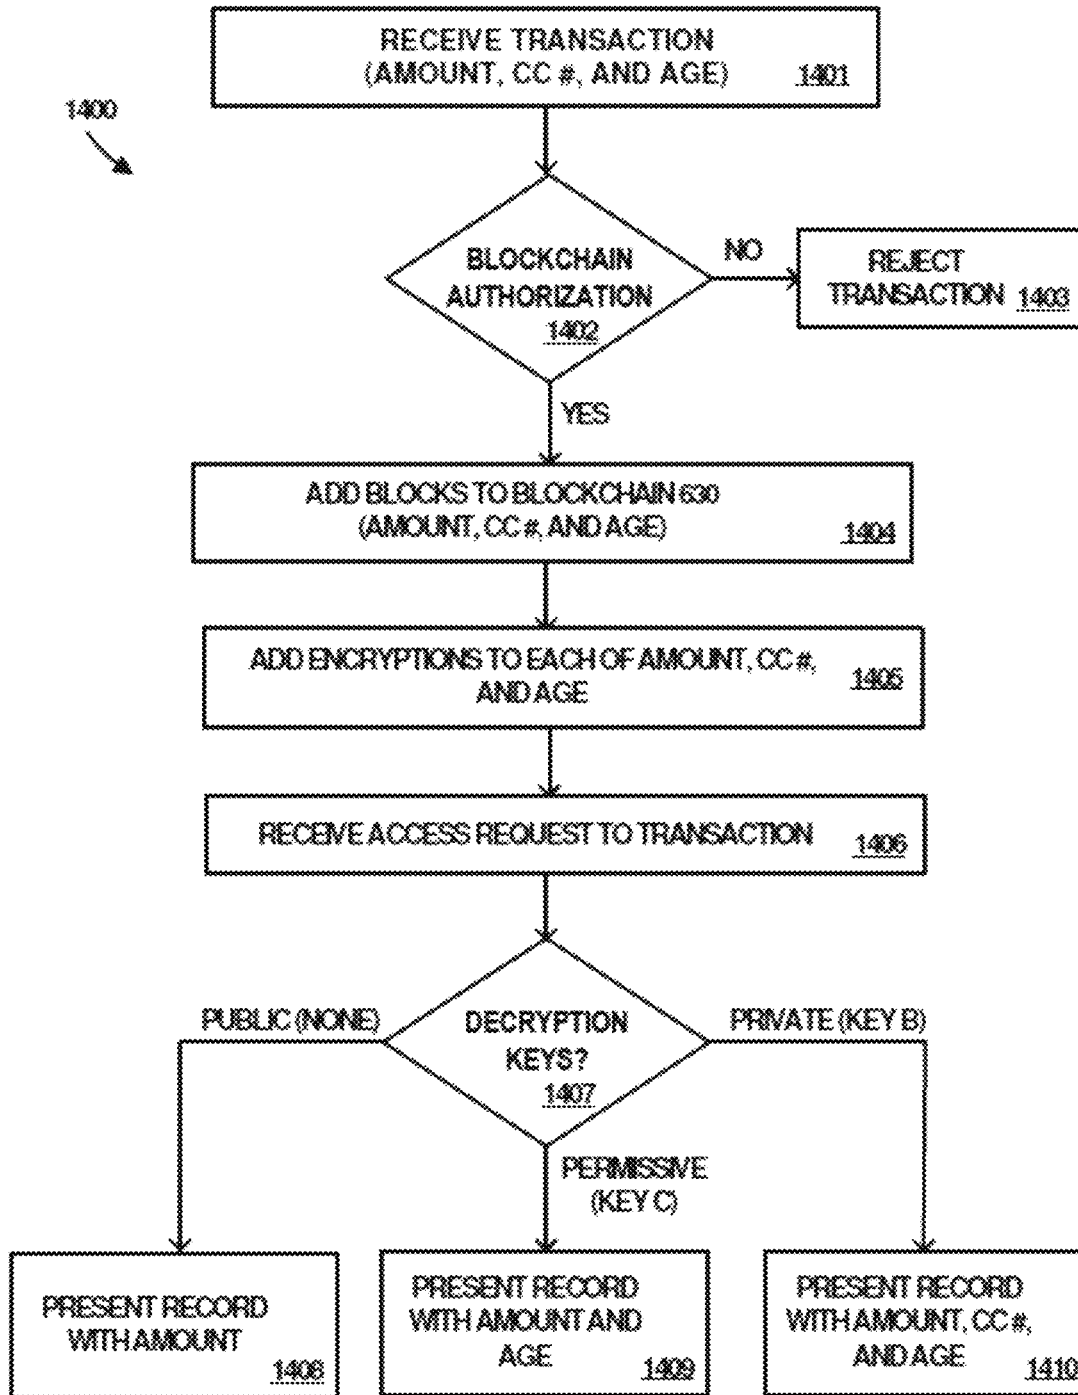 RECEIVE TRANSACTION
(AMOUNT, CC #, AND AGE) 1401
1400
BLOCKCHAIN
AUTHORIZATION
1402
NO
REJECT
TRANSACTION 1403
YES
ADD BLOCKS TO BLOCKCHAIN 630
(AMOUNT, CC #, AND AGE)
1404
ADD ENCRYPTIONS TO EACH OF AMOUNT, CC #,
AND AGE
1405
RECEIVE ACCESS REQUEST TO TRANSACTION
1406
PUBLIC (NONE)
DECRYPTION
KEYS?
1407
PRIVATE (KEY B)
PERMISSIVE
(KEY C)
PRESENT RECORD
WITH AMOUNT
1408
PRESENT RECORD
WITH AMOUNT AND
AGE
1409
PRESENT RECORD
WITH AMOUNT, CC #,
AND AGE
1410